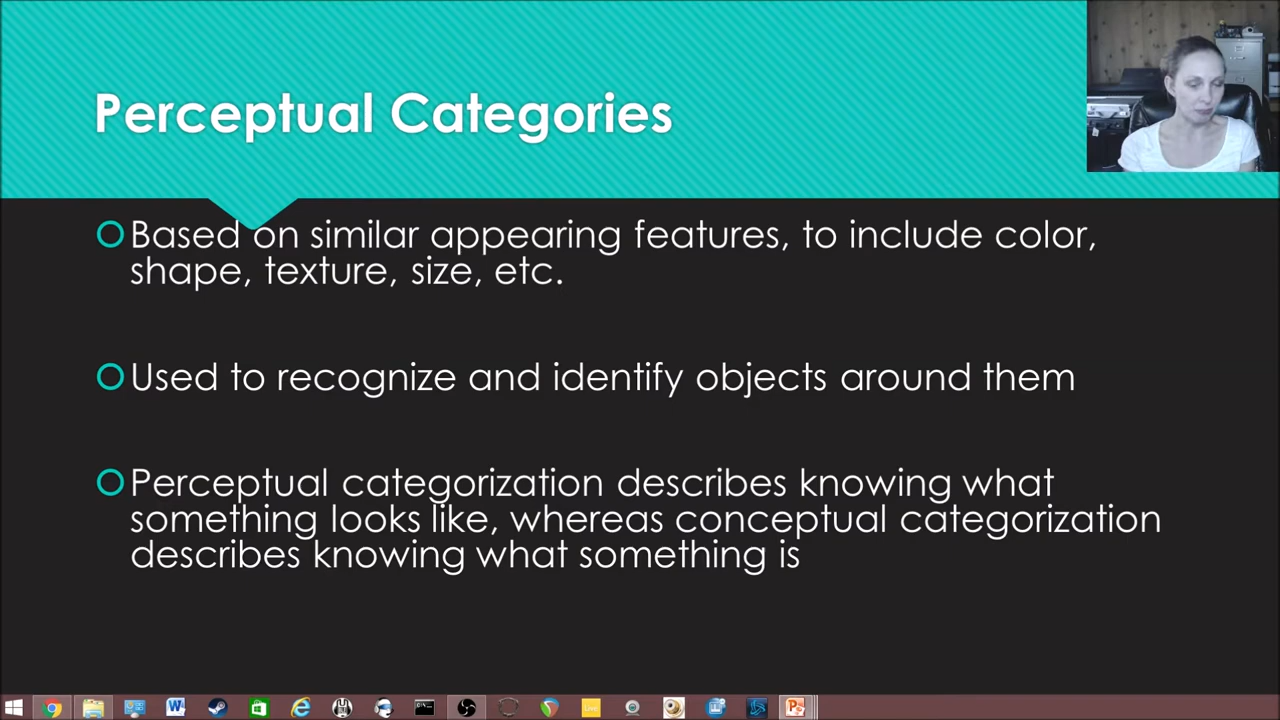 Perceptual Categories
Based on similar appearing features, to include color,
shape, texture, size, etc.
Used to recognize and identify objects around them
Perceptual categorization describes knowing what
something looks like, whereas conceptual categorization
describes knowing what something is